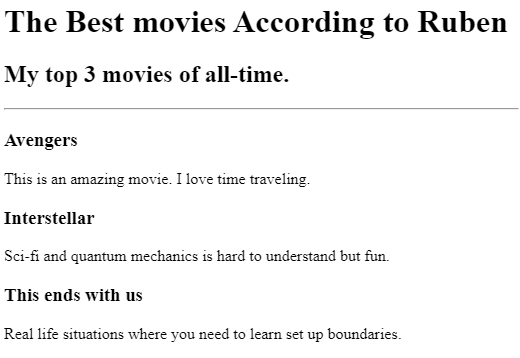 The Best movies According to Ruben
My top 3 movies of all-time.
Avengers
This is an amazing movie. I love time traveling.
Interstellar
Sci-fi and quantum mechanics is hard to understand but fun.
This ends with us
Real life situations where you need to learn set up boundaries.